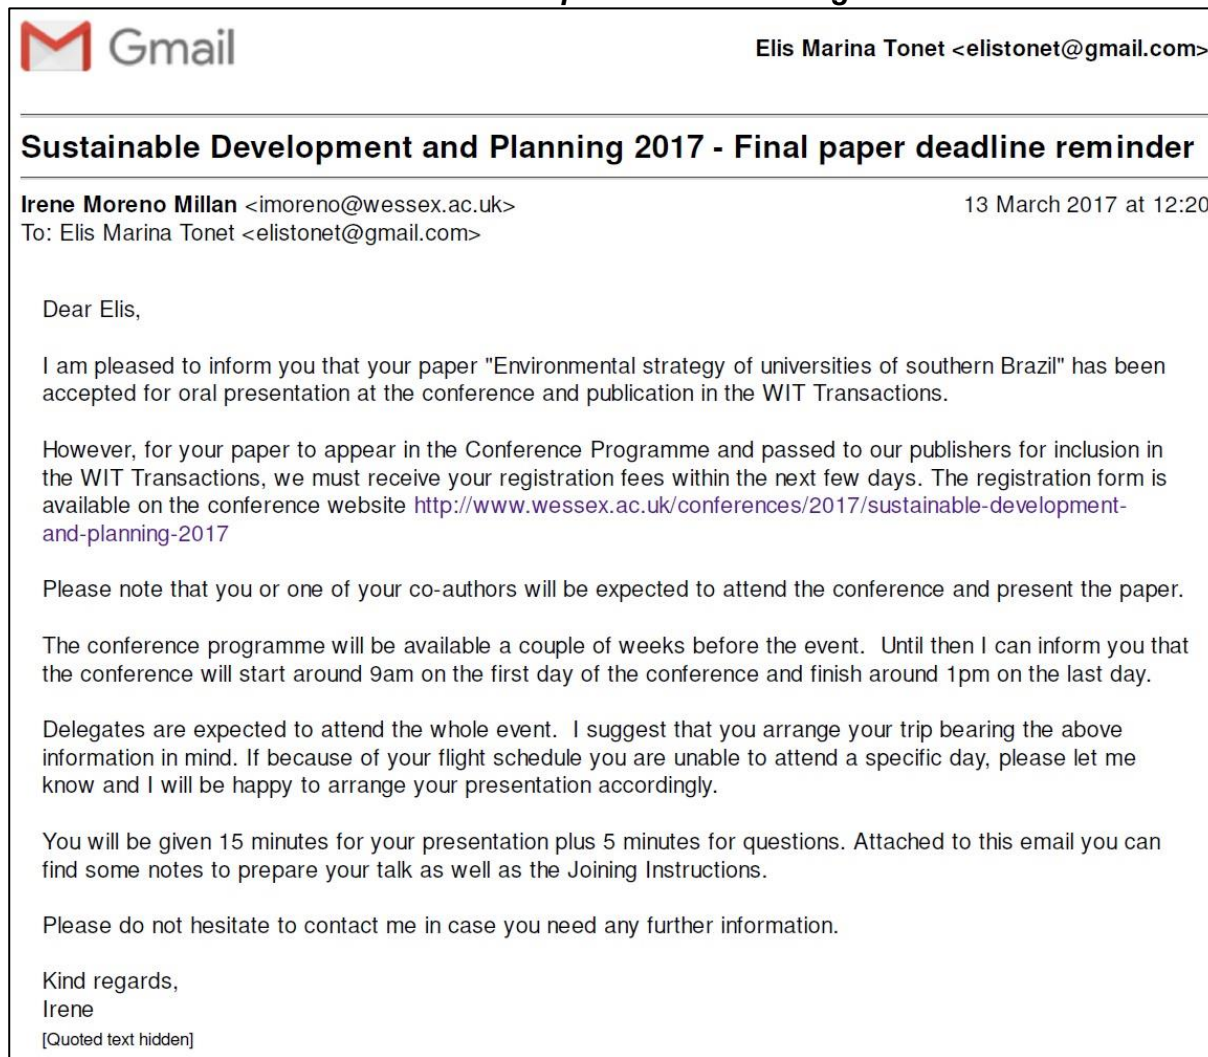 Gmail
Elis Marina Tonet <elistonet@gmail.com>
Sustainable Development and Planning 2017 - Final paper deadline reminder
Irene Moreno Millan <imoreno@wessex.ac.uk>
13 March 2017 at 12:20
To: Elis Marina Tonet <elistonet@gmail.com>
Dear Elis,
I am pleased to inform you that your paper "Environmental strategy of universities of southern Brazil" has been
accepted for oral presentation at the conference and publication in the WIT Transactions.
However, for your paper to appear in the Conference Programme and passed to our publishers for inclusion in
the WIT Transactions, we must receive your registration fees within the next few days. The registration form is
available on the conference website http://www.wessex.ac.uk/conferences/2017/sustainable-development-
and-planning-2017
Please note that you or one of your co-authors will be expected to attend the conference and present the paper.
The conference programme will be available a couple of weeks before the event.  Until then I can inform you that
the conference will start around 9am on the first day of the conference and finish around 1pm on the last day.
Delegates are expected to attend the whole event.  I suggest that you arrange your trip bearing the above
information in mind. If because of your flight schedule you are unable to attend a specific day, please let me
know and I will be happy to arrange your presentation accordingly.
You will be given 15 minutes for your presentation plus 5 minutes for questions. Attached to this email you can
find some notes to prepare your talk as well as the Joining Instructions.
Please do not hesitate to contact me in case you need any further information.
Kind regards,
Irene
[Quoted text hidden]